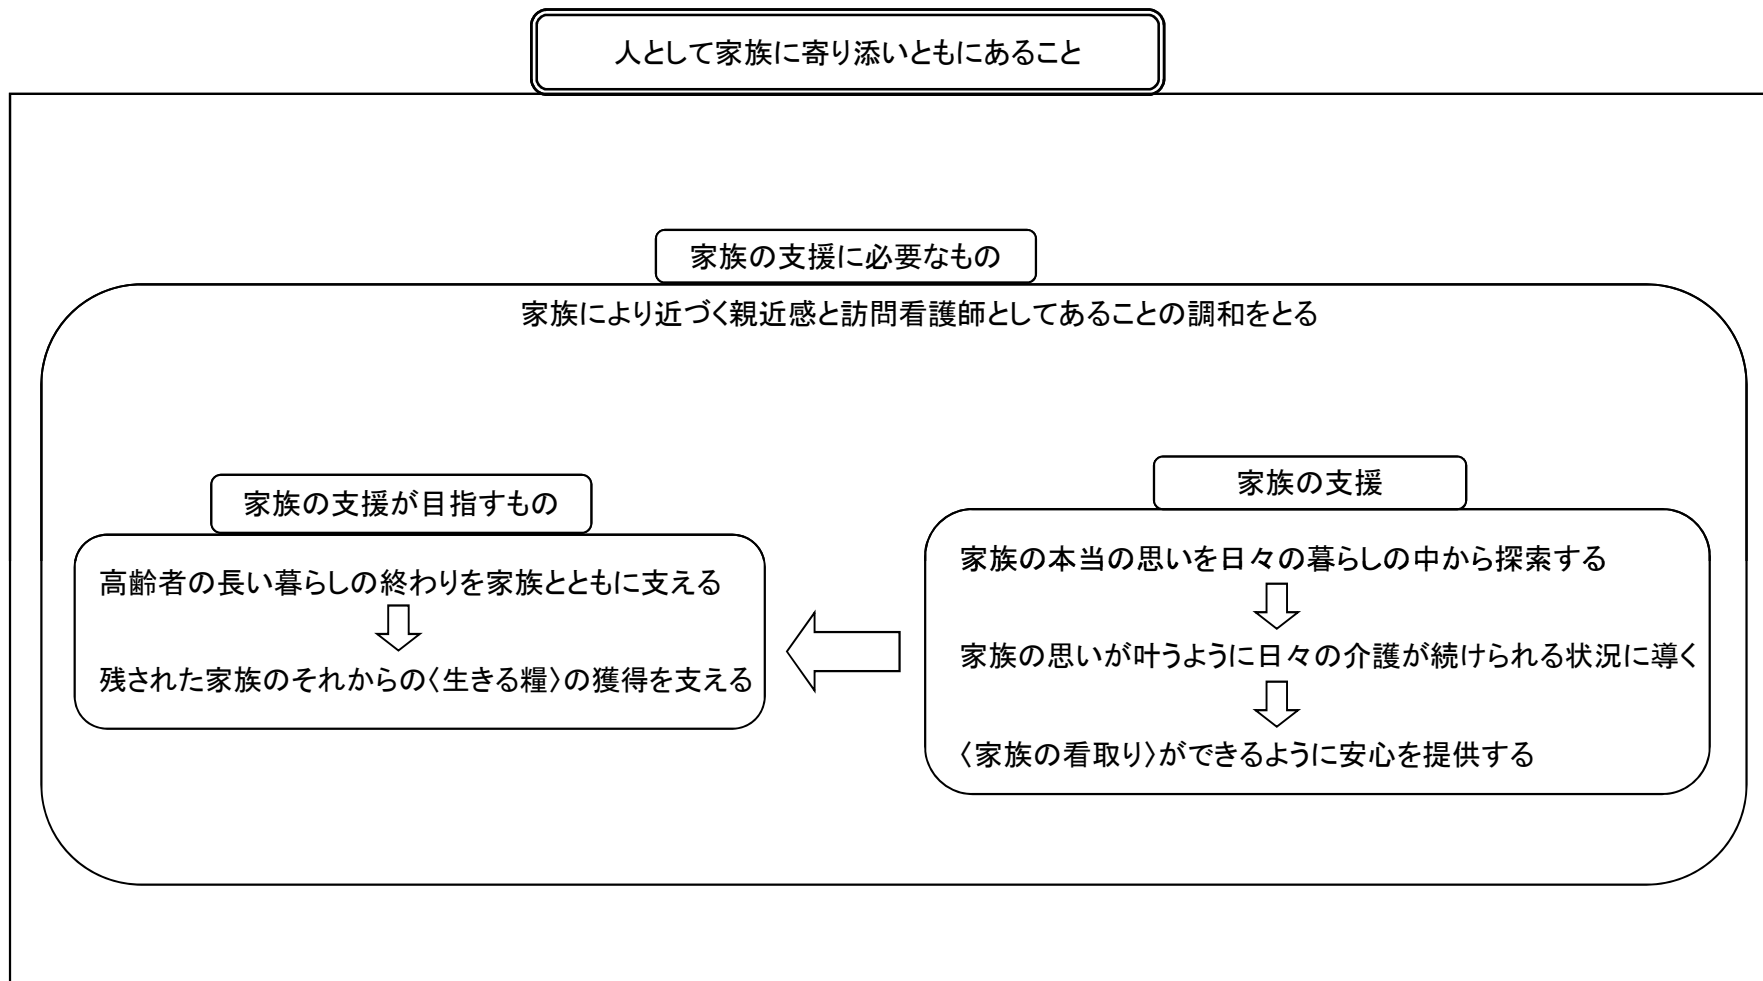 人として家族に寄り添いともにあること
家族の支援に必要なもの
家族により近づく親近感と訪問看護師としてあることの調和をとる
家族の支援が目指すもの
高齢者の長い暮らしの終わりを家族とともに支える
残された家族のそれからの〈生きる糧〉の獲得を支える
家族の支援
家族の本当の思いを日々の暮らしの中から探索する
家族の思いが叶うように日々の介護が続けられる状況に導く
〈家族の看取り〉ができるように安心を提供する